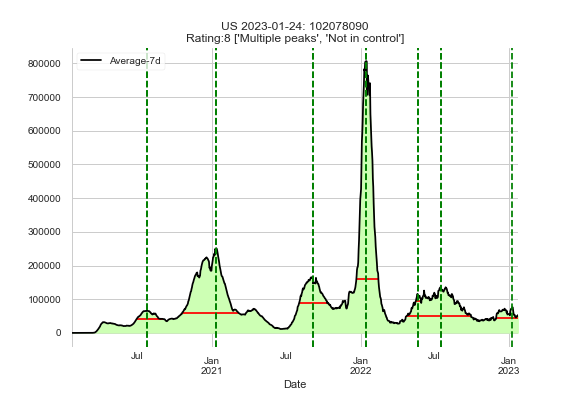 US 2023-01-24: 102078090
Rating:8 ['Multiple peaks', 'Not in control']
Average-7d
800000
700000
600000
500000
400000
300000
200000
100000
0
Jul
Jan
2021
Jul
Jan
2022
Jul
Jan
2023
Date